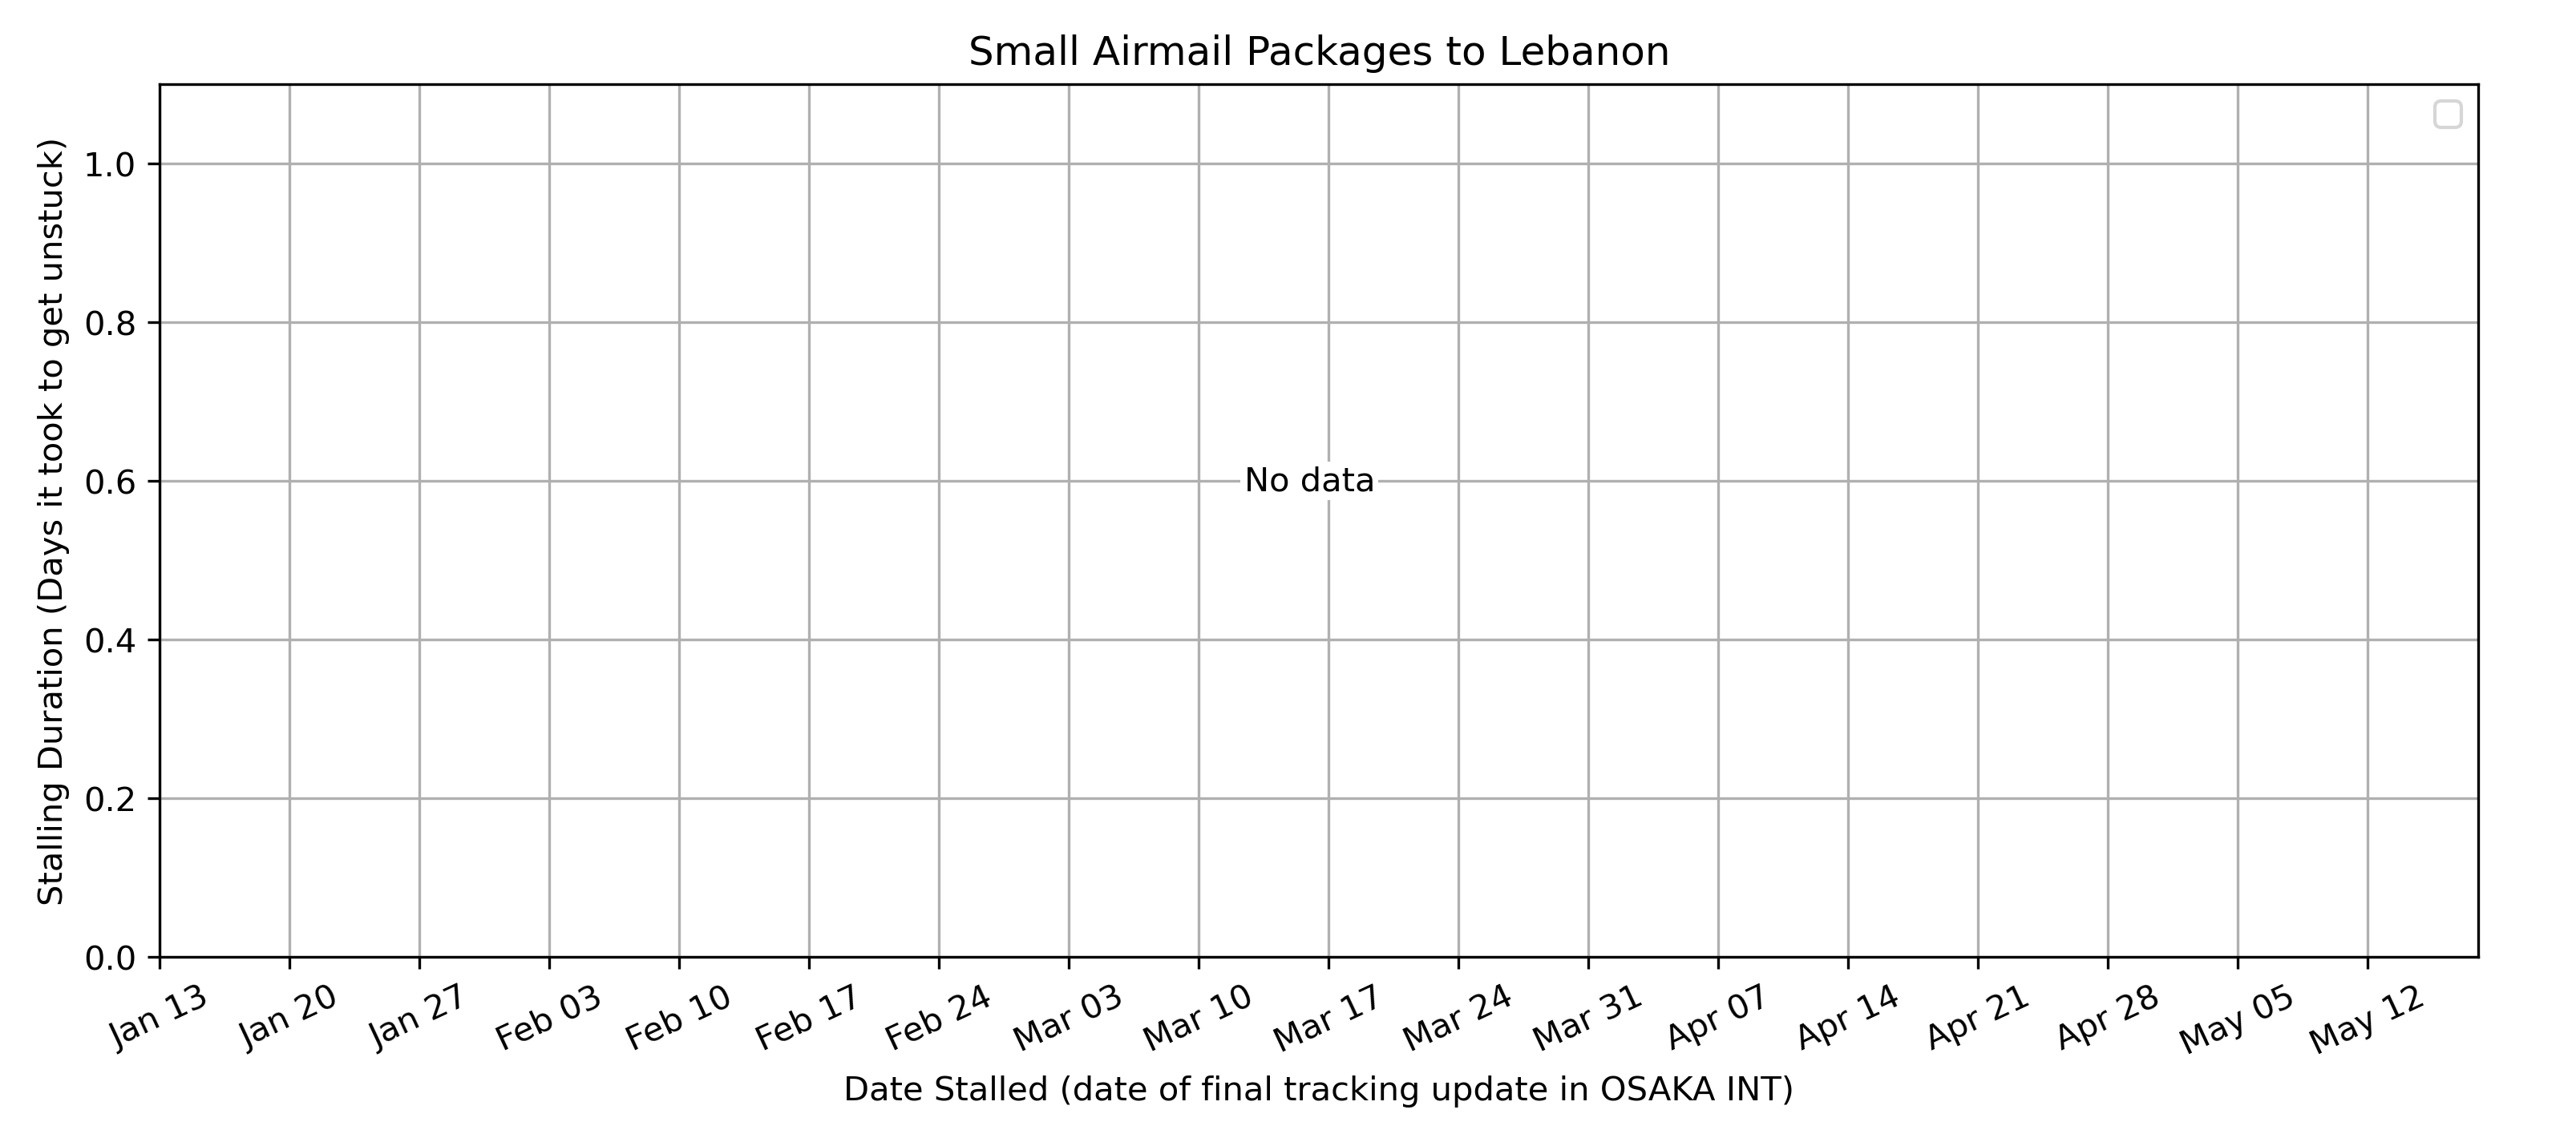 Small Airmail Packages to Lebanon
Stalling Duration (Days it took to get unstuck)
1.0
0.8
0.6
0.4
0.2
0.0
No data
Jan 13
Jan 20
Jan 27
Feb 03
Feb 10
Feb 17
Feb 24
Mar 03
Mar 10
Mar 17
Mar 24
Mar 31
Apr 07
Apr 14
Apr 21
Apr 28
May 05
May 12
Date Stalled (date of final tracking update in OSAKA INT)